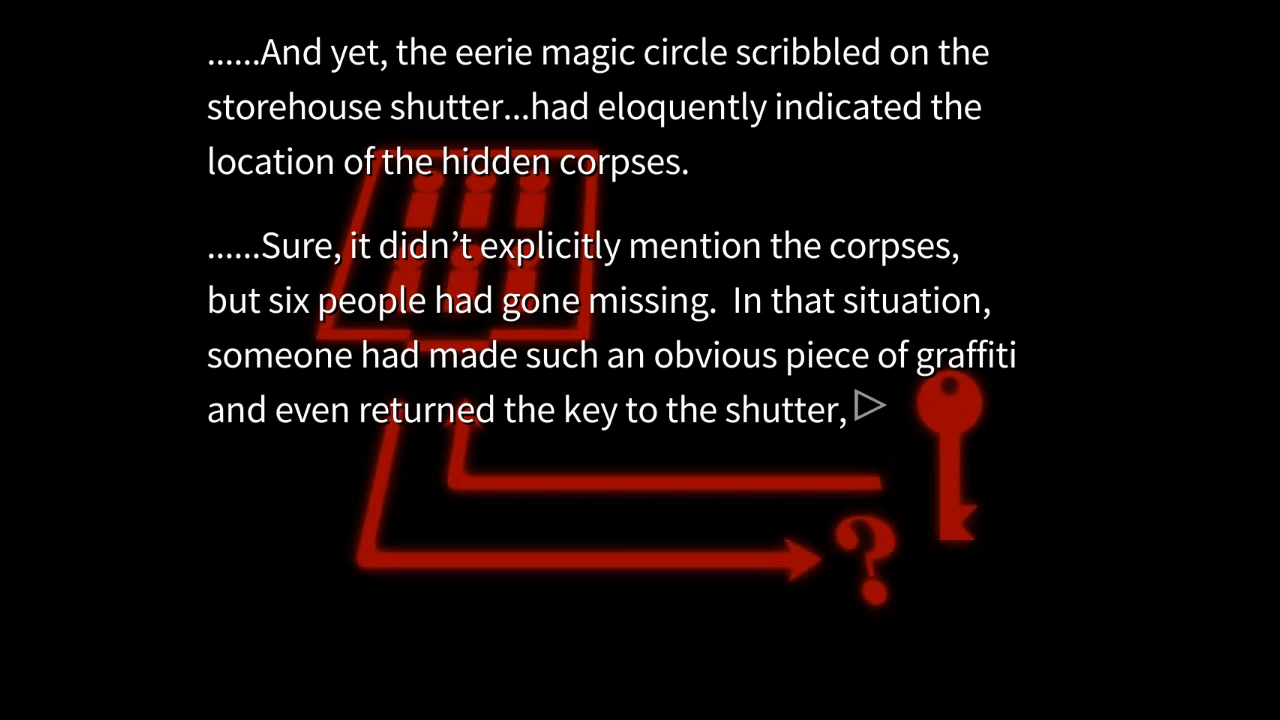 ......And yet, the eerie magic circle scribbled on the
storehouse shutter...had eloquently indicated the
location of the hidden corpses.
......Sure, it didn’t explicitly mention the corpses,
but six people had gone missing.  In that situation,
someone had made such an obvious piece of graffiti
and even returned the key to the shutter,
?